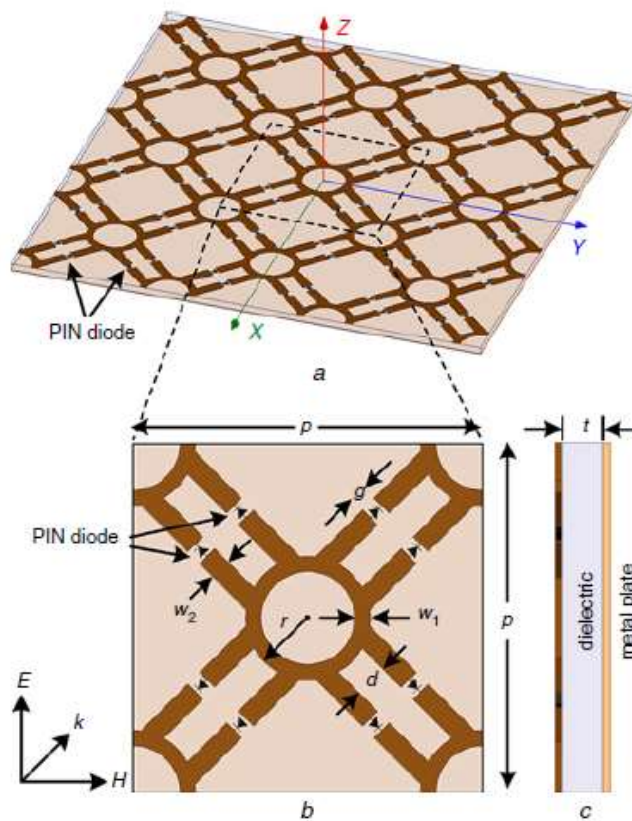 Z
Y
X
PIN diode
a
p
t
g
PIN diode
w2
r
w1
d
p
dielectric
metal plate
E
k
H
b
c